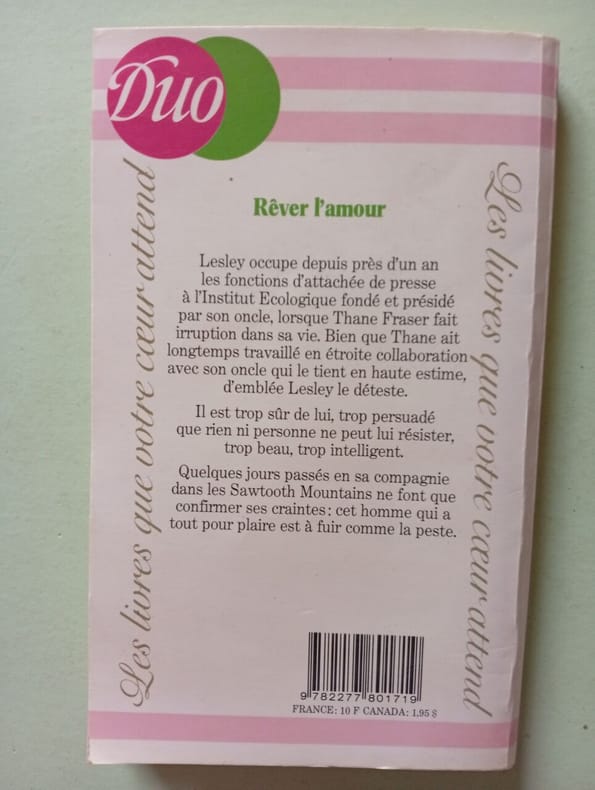 Duo
Les livres que votre cœur attend
Rêver l'amour
Lesley occupe depuis près d'un an
les fonctions d'attachée de presse
à l'Institut Ecologique fondé et présidé
par son oncle, lorsque Thane Fraser fait
irruption dans sa vie. Bien que Thane ait
longtemps travaillé en étroite collaboration
avec son oncle qui le tient en haute estime,
d'emblée Lesley le déteste.
Il est trop sûr de lui, trop persuadé
que rien ni personne ne peut lui résister,
trop beau, trop intelligent.
Quelques jours passés en sa compagnie
dans les Sawtooth Mountains ne font que
confirmer ses craintes : cet homme qui a
tout pour plaire est à fuir comme la peste.
Les livres que votre cœur attend
9 782277 801719
FRANCE : 10 F CANADA : 1,95 $